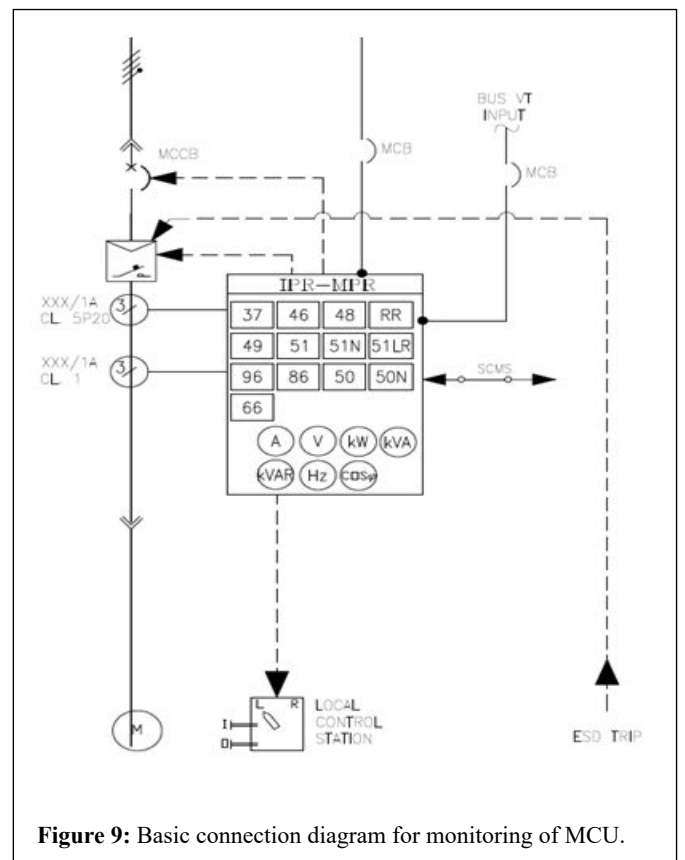 BUS VT
INPUT
MCCB
MCB
MCB
IPR-MPR
XXX/1A
CL 5P20
3
37 46 48 RR
49 51 51N 51LR
XXX/1A
CL 1
3
96 86 50 50N
SCMS
66
A V kW kVA
kVAR Hz COSφ
L R
I
O
LOCAL
CONTROL
STATION
M
ESD TRIP
Figure 9: Basic connection diagram for monitoring of MCU.